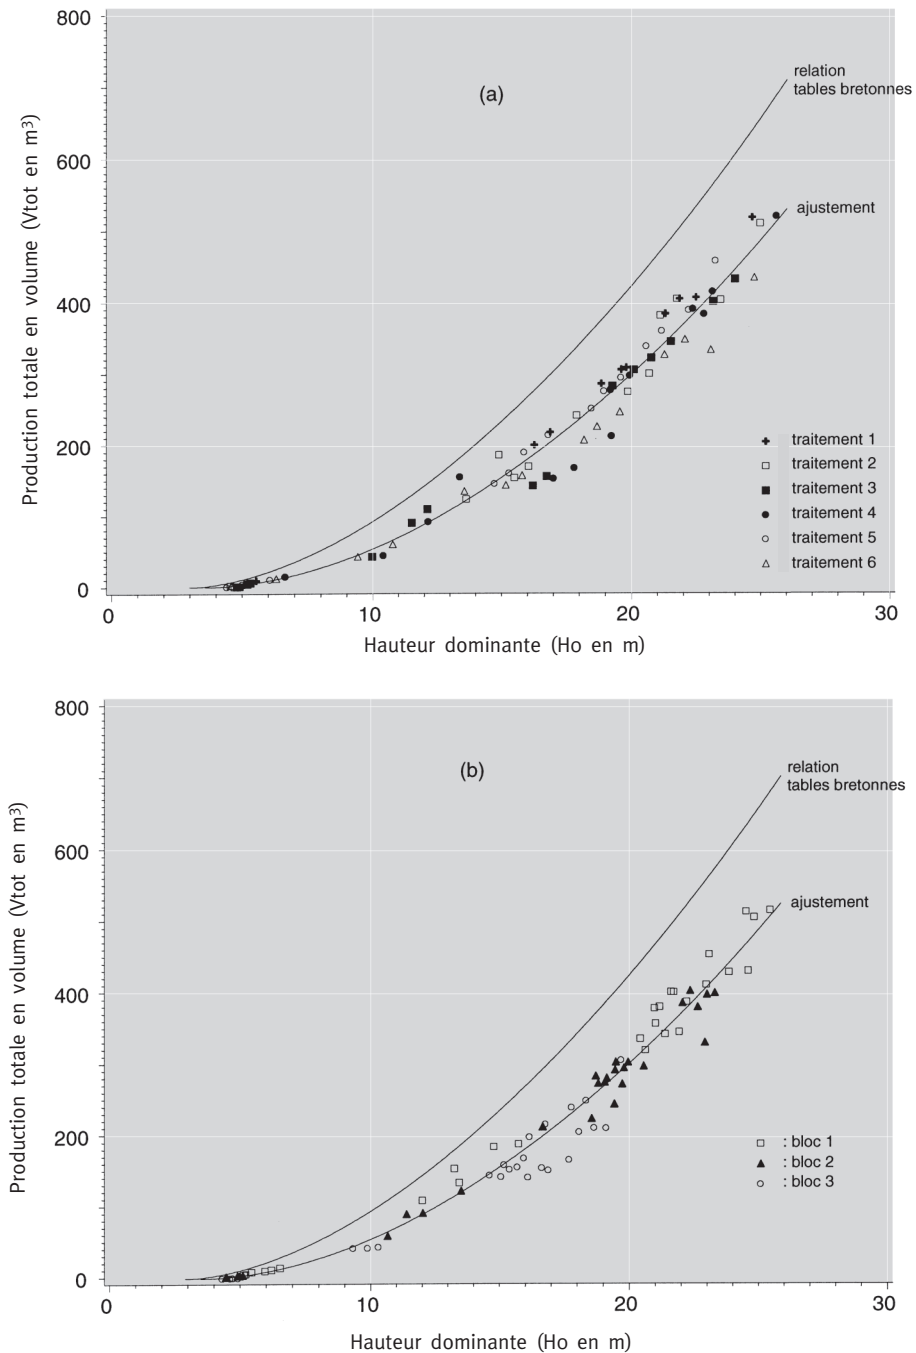 800
(a)
relation
tables bretonnes
600
ajustement
400
200
traitement 1
traitement 2
traitement 3
traitement 4
traitement 5
traitement 6
0
0 10 20 30
Production totale en volume (Vtot en m³)
Hauteur dominante (Ho en m)
800
(b)
relation
tables bretonnes
600
ajustement
400
200
: bloc 1
: bloc 2
: bloc 3
0
0 10 20 30
Production totale en volume (Vtot en m³)
Hauteur dominante (Ho en m)